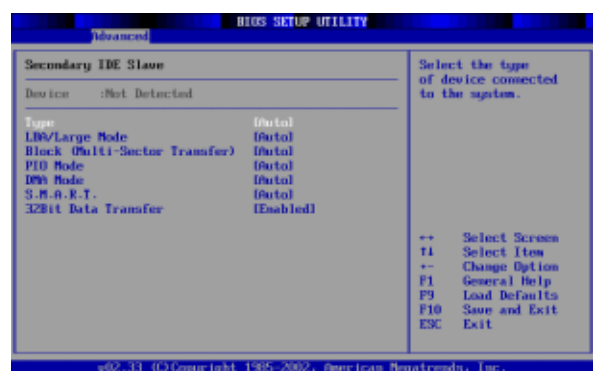 BIOS SETUP UTILITY
Advanced
Secondary IDE Slave
Device :Not Detected
Type [Auto]
LBA/Large Mode [Auto]
Block (Multi-Sector Transfer) [Auto]
PIO Mode [Auto]
DMA Mode [Auto]
S.M.A.R.T. [Auto]
32Bit Data Transfer [Enabled]
Select the type
of device connected
to the system.
↔ Select Screen
↑↓ Select Item
+- Change Option
F1 General Help
F9 Load Defaults
F10 Save and Exit
ESC Exit
v02.33 (C)Copyright 1985-2002, American Megatrends, Inc.